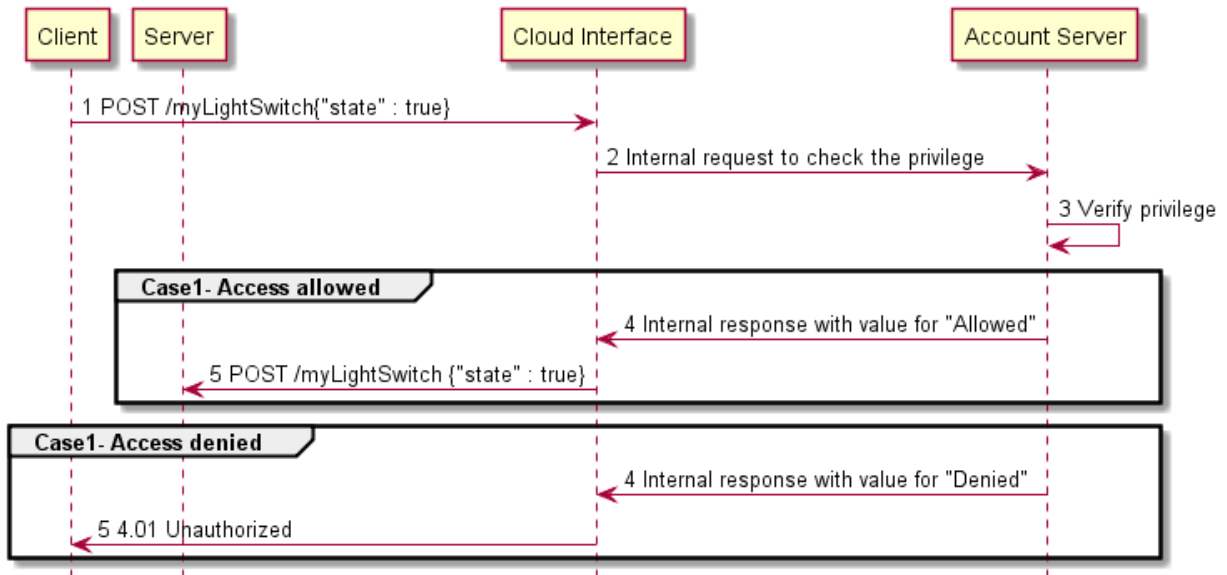 Client
Server
Cloud Interface
Account Server
1 POST /myLightSwitch{"state" : true}
2 Internal request to check the privilege
3 Verify privilege
Case1- Access allowed
4 Internal response with value for "Allowed"
5 POST /myLightSwitch {"state" : true}
Case1- Access denied
4 Internal response with value for "Denied"
5 4.01 Unauthorized